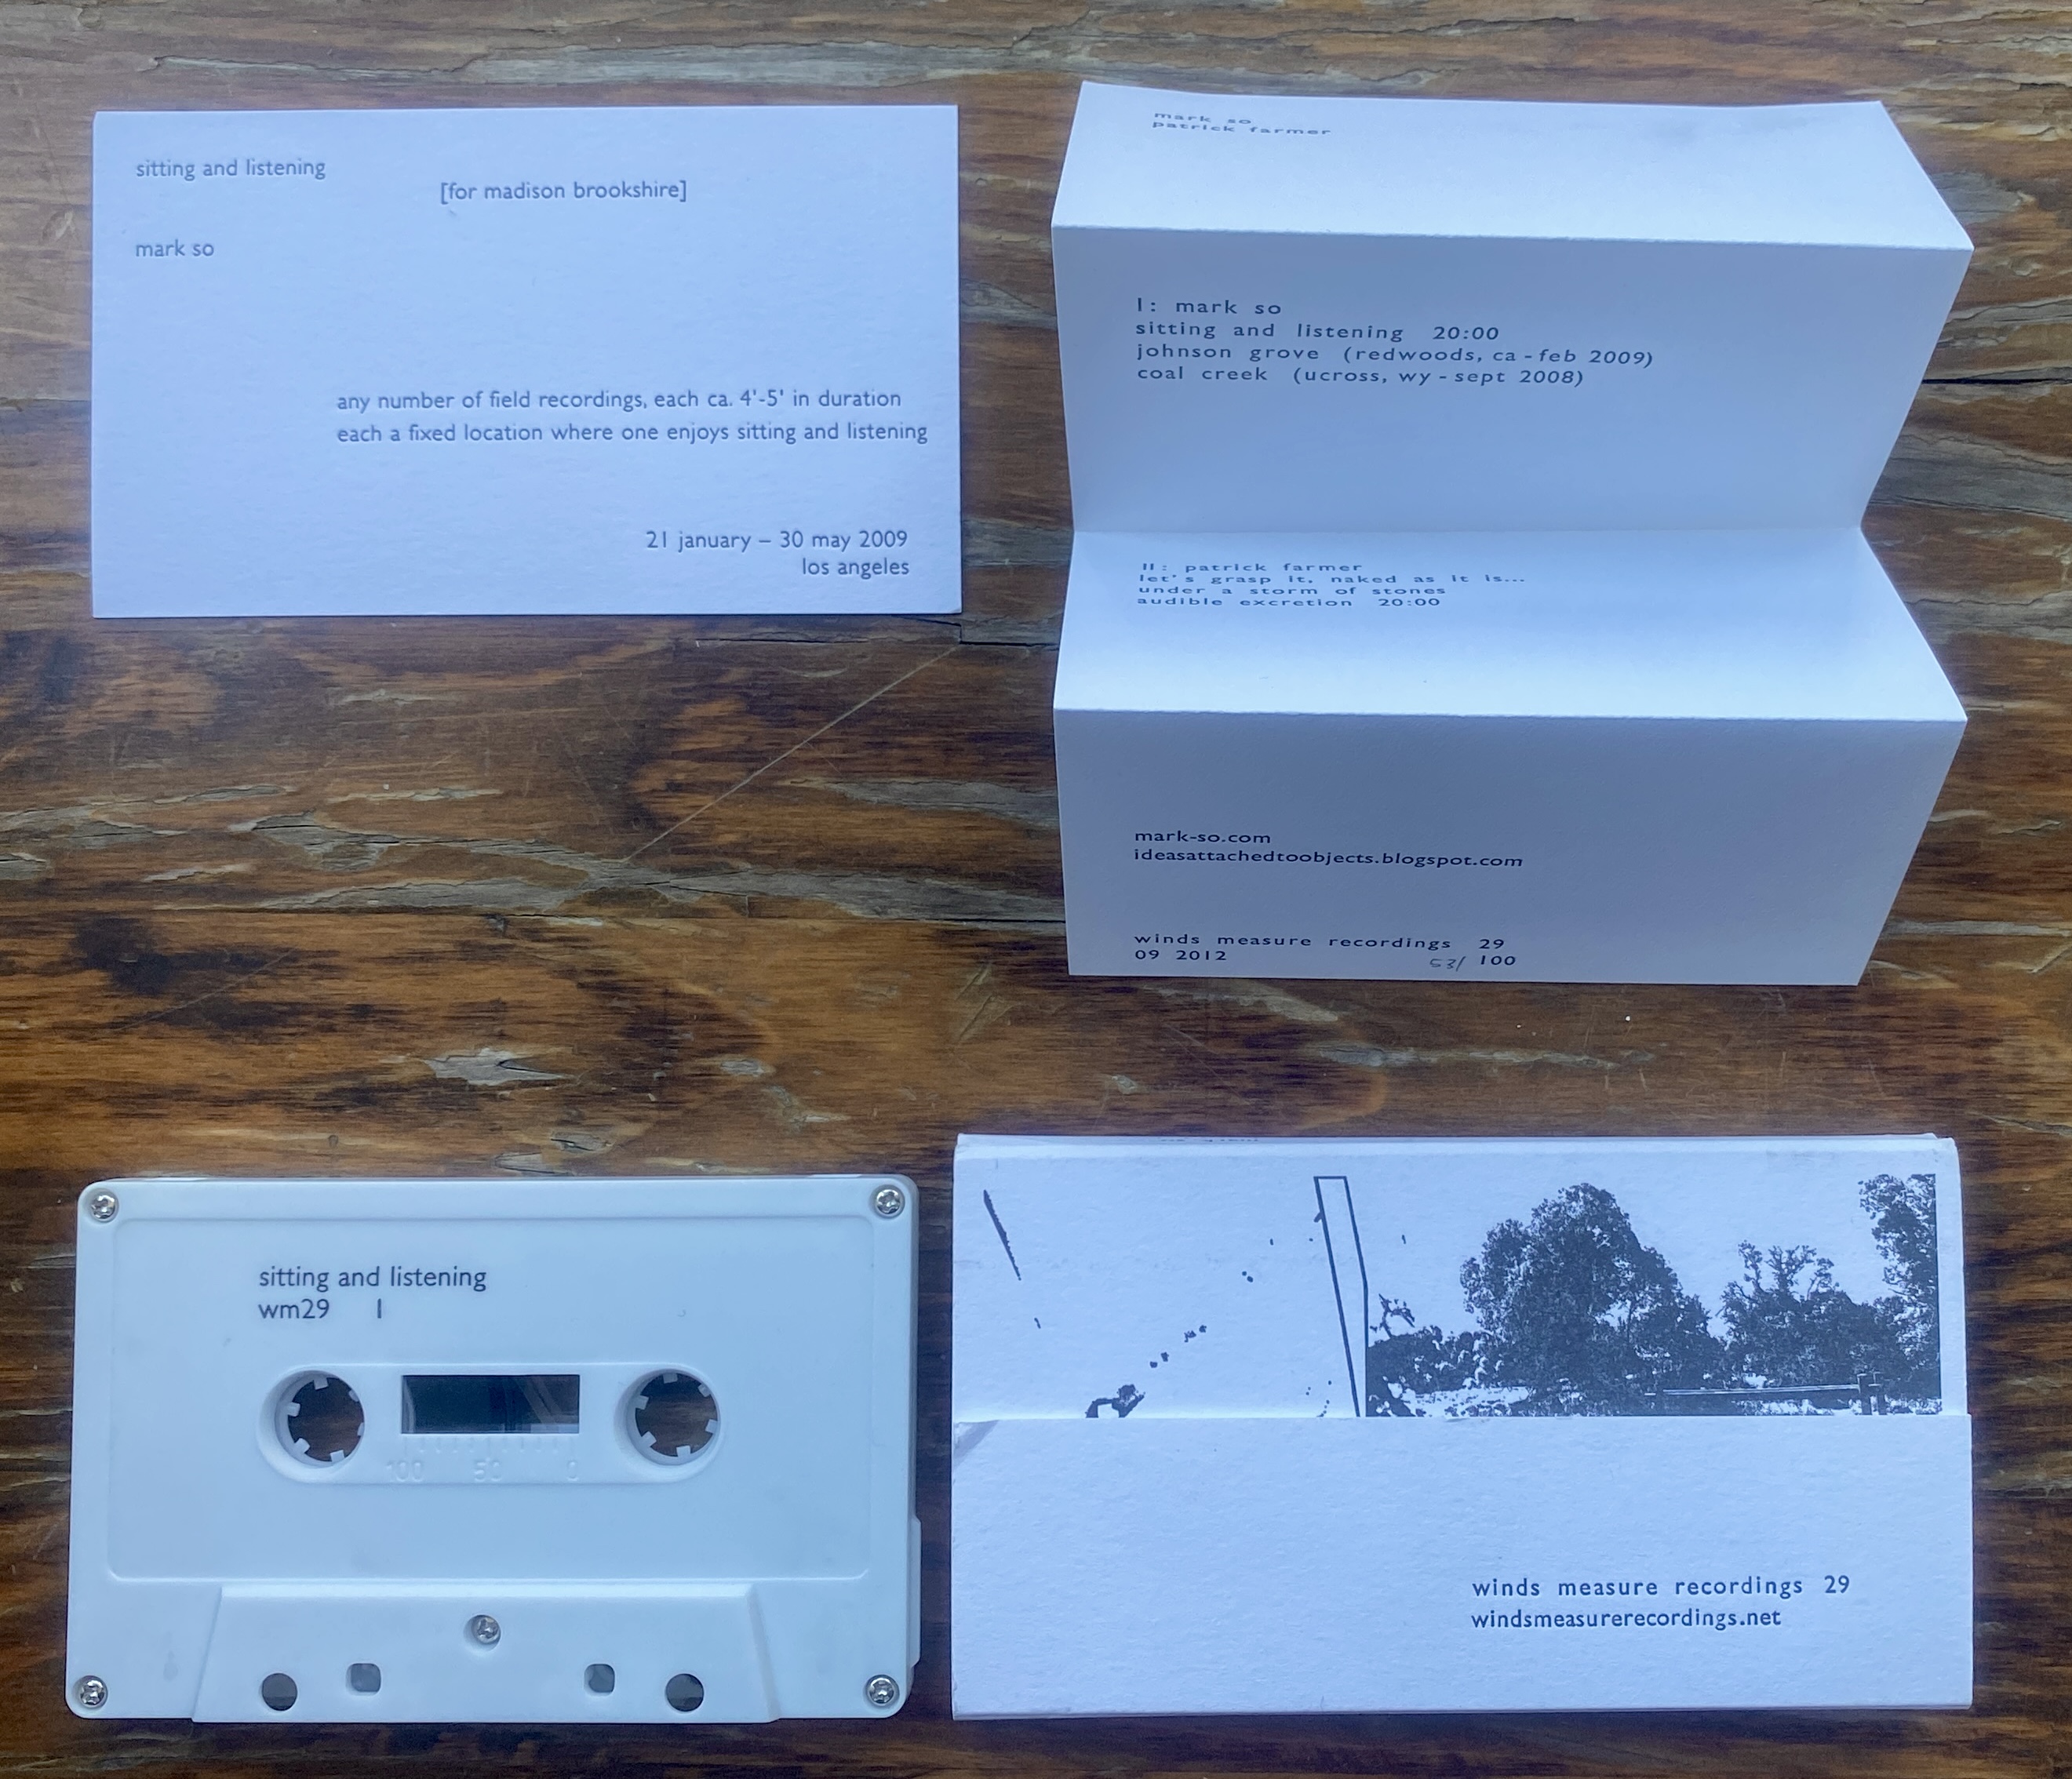 sitting and listening
[for madison brookshire]
mark so
any number of field recordings, each ca. 4'-5' in duration
each a fixed location where one enjoys sitting and listening
21 january – 30 may 2009
los angeles
mark so
patrick farmer
I: mark so
sitting and listening 20:00
johnson grove (redwoods, ca - feb 2009)
coal creek (ucross, wy - sept 2008)
II: patrick farmer
let's grasp it, naked as it is...
under a storm of stones
audible excretion 20:00
mark-so.com
ideasattachedtoobjects.blogspot.com
winds measure recordings 29
09 2012 53/ 100
sitting and listening
wm29 I
100 50 0
winds measure recordings 29
windsmeasurerecordings.net